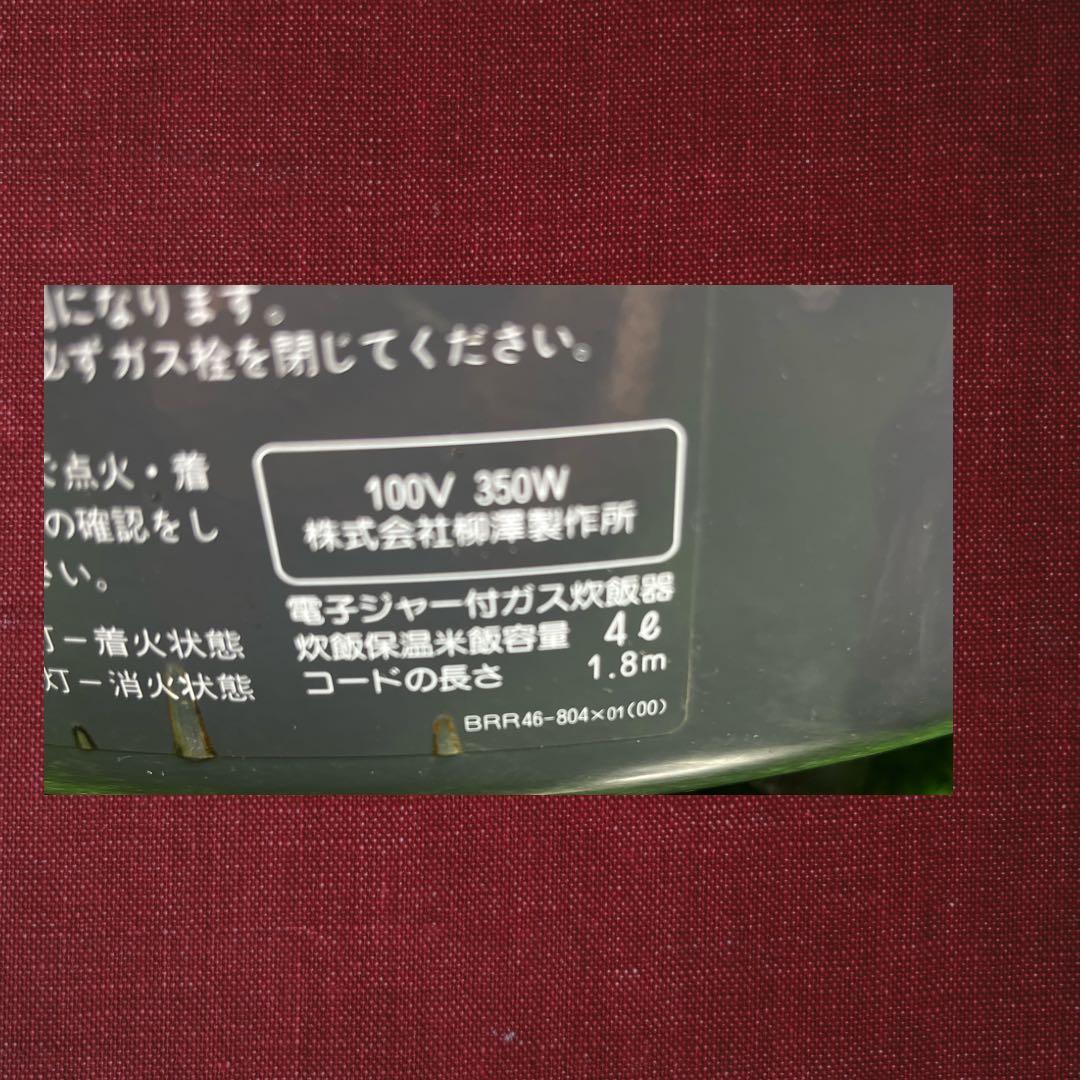 になります。
必ずガス栓を閉じてください。
点火・着
の確認をし
さい。
灯－着火状態
灯－消火状態
100V 350W
株式会社柳澤製作所
電子ジャー付ガス炊飯器
炊飯保温米飯容量 4ℓ
コードの長さ 1.8m
BRR46-804×01(00)